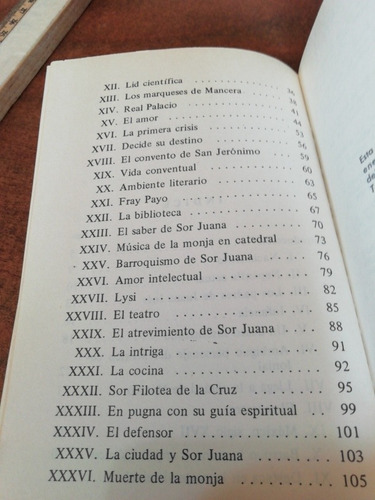 XII. Lid científica . . . . . . . . . . . 36
XIII. Los marqueses de Mancera . . . . . . 38
XIV. Real Palacio . . . . . . . . . . . 41
XV. El amor . . . . . . . . . . . . 44
XVI. La primera crisis . . . . . . . . . 53
XVII. Decide su destino . . . . . . . . . 56
XVIII. El convento de San Jerónimo . . . . . 59
XIX. Vida conventual . . . . . . . . . 60
XX. Ambiente literario . . . . . . . . 63
XXI. Fray Payo . . . . . . . . . . . 65
XXII. La biblioteca . . . . . . . . . . 67
XXIII. El saber de Sor Juana . . . . . . . 70
XXIV. Música de la monja en catedral . . . . 73
XXV. Barroquismo de Sor Juana . . . . . . 76
XXVI. Amor intelectual . . . . . . . . . 79
XXVII. Lysi . . . . . . . . . . . . . 82
XXVIII. El teatro . . . . . . . . . . . 85
XXIX. El atrevimiento de Sor Juana . . . . 88
XXX. La intriga . . . . . . . . . . . 91
XXXI. La cocina . . . . . . . . . . . 92
XXXII. Sor Filotea de la Cruz . . . . . . . 95
XXXIII. En pugna con su guía espiritual . . . . 99
XXXIV. El defensor . . . . . . . . . . 101
XXXV. La ciudad y Sor Juana . . . . . . . 103
XXXVI. Muerte de la monja . . . . . . . . 105
Esta
ene
de
T